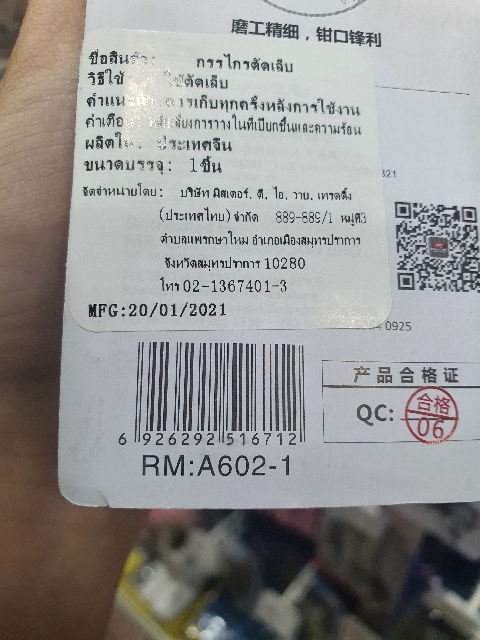 磨工精细，钳口锋利
ชื่อสินค้า: กรรไกรตัดเล็บ
วิธีใช้ ใช้ตัดเล็บ
คำแนะนำ: ควรเก็บทุกครั้งหลังการใช้งาน
คำเตือน: หลีกเลี่ยงการวางในที่เปียกชื้นและความร้อน
ผลิตใน: ประเทศจีน
ขนาดบรรจุ: 1ชิ้น
จัดจำหน่ายโดย: บริษัท มิสเตอร์. ดี. ไอ. วาย. เทรดดิ้ง
(ประเทศไทย) จำกัด 889-889/1 หมู่ที่3
ตำบลแพรกษาใหม่ อำเภอเมืองสมุทรปราการ
จังหวัดสมุทรปราการ 10280
โทร 02-1367401-3
MFG:20/01/2021
821
0925
产品合格证
QC: 合格 06
6 926292 516712
RM:A602-1